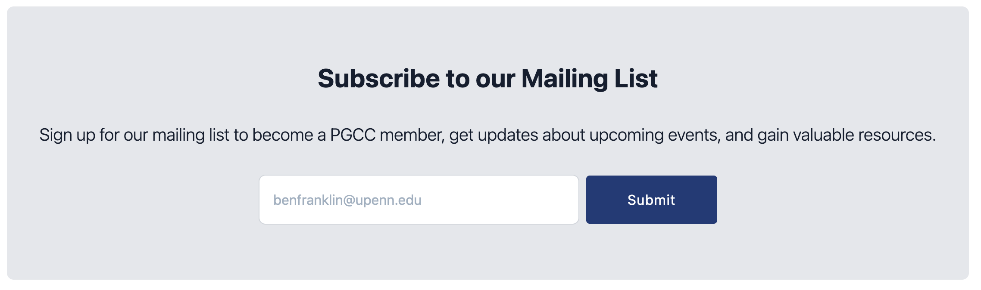 Subscribe to our Mailing List
Sign up for our mailing list to become a PGCC member, get updates about upcoming events, and gain valuable resources.
benfranklin@upenn.edu
Submit